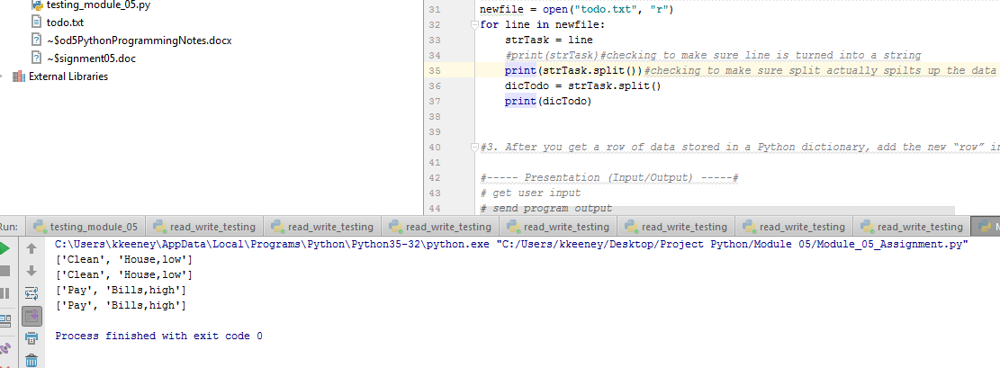 testing_module_05.py
todo.txt
~$od5PythonProgrammingNotes.docx
~$signment05.doc
External Libraries
31 newfile = open("todo.txt", "r")
32 for line in newfile:
33 strTask = line
34 #print(strTask)#checking to make sure line is turned into a string
35 print(strTask.split())#checking to make sure split actually spilts up the data
36 dicTodo = strTask.split()
37 print(dicTodo)
38
39
40 #3. After you get a row of data stored in a Python dictionary, add the new “row” in
41
42 #----- Presentation (Input/Output) -----#
43 # get user input
44 # send program output
Run: testing_module_05 read_write_testing read_write_testing read_write_testing read_write_testing read_write_testing read_write_testing read_write_testing
C:\Users\kkeeney\AppData\Local\Programs\Python\Python35-32\python.exe "C:/Users/kkeeney/Desktop/Project Python/Module 05/Module_05_Assignment.py"
['Clean', 'House,low']
['Clean', 'House,low']
['Pay', 'Bills,high']
['Pay', 'Bills,high']
Process finished with exit code 0